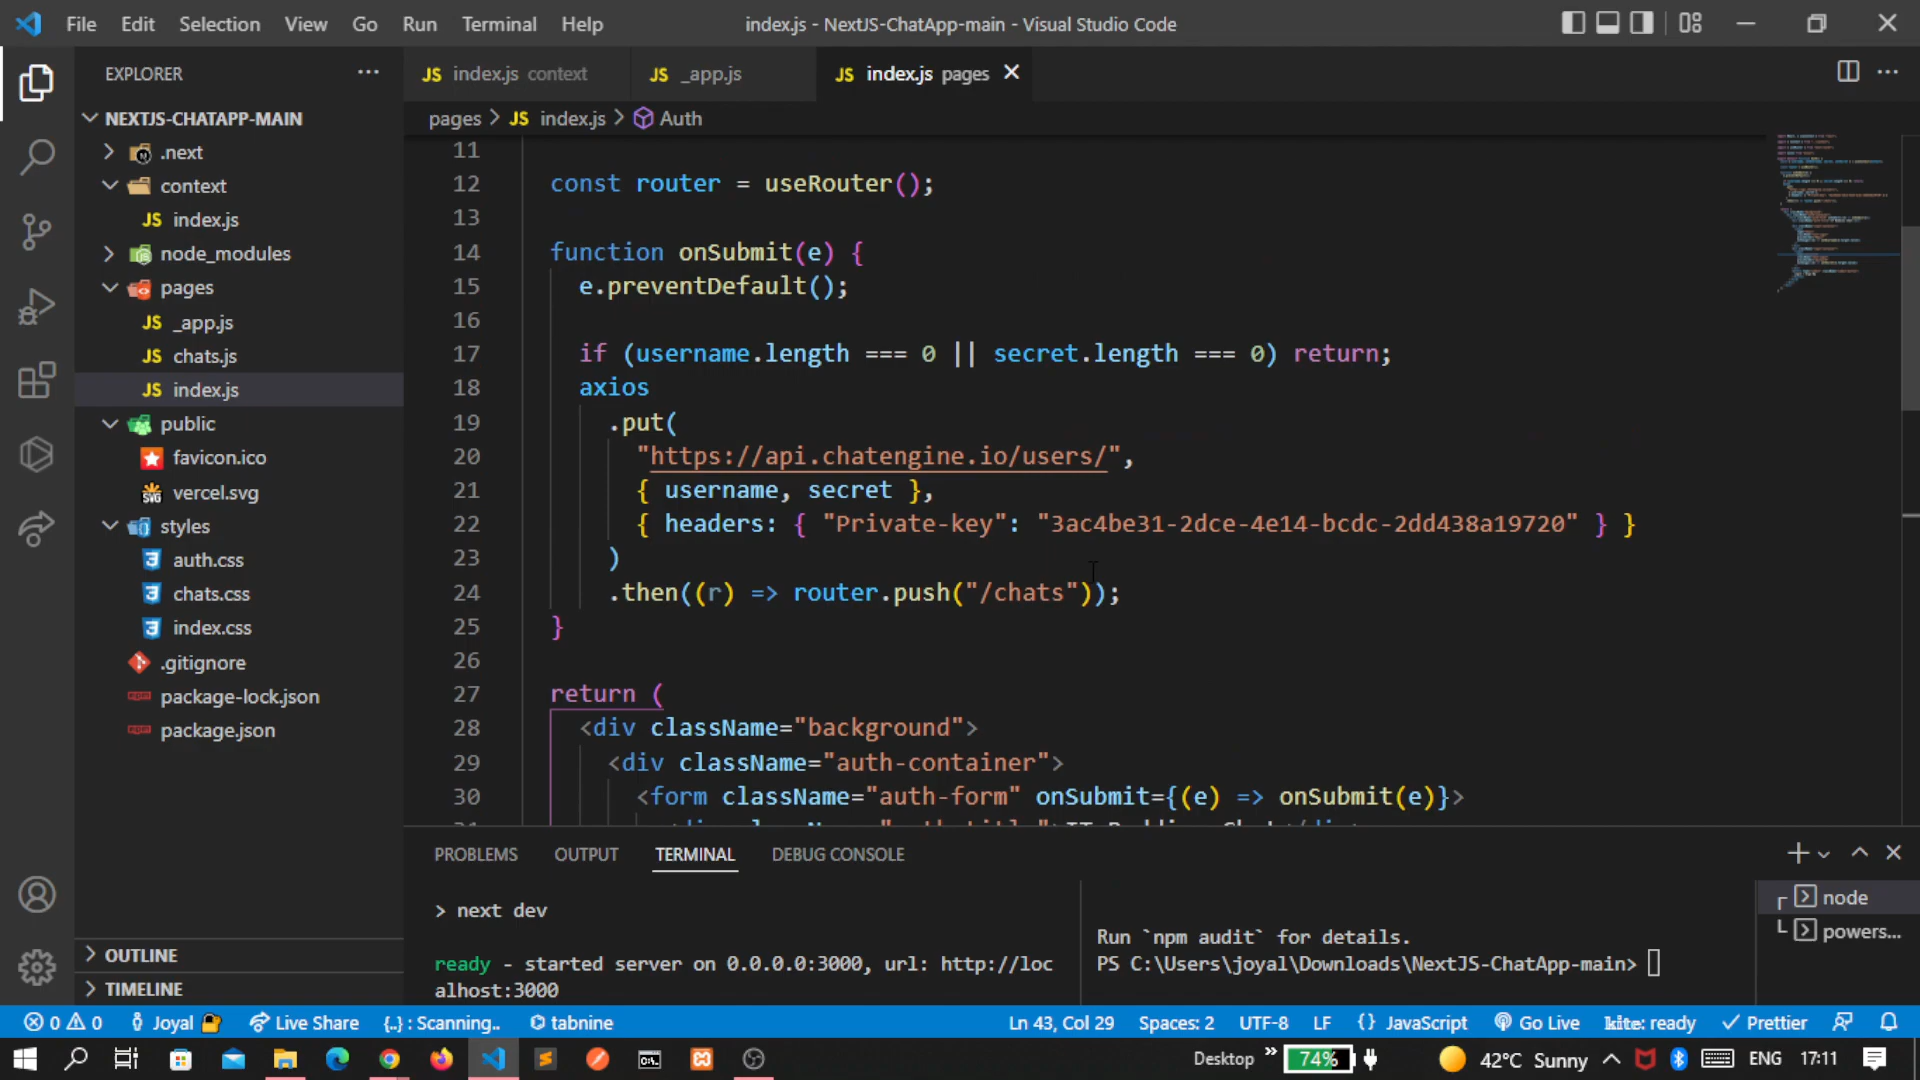 File Edit Selection View Go Run Terminal Help
index.js - NextJS-ChatApp-main - Visual Studio Code
EXPLORER
JS index.js context
JS _app.js
JS index.js pages
NEXTJS-CHATAPP-MAIN
pages > JS index.js > Auth
.next
context
JS index.js
node_modules
pages
JS _app.js
JS chats.js
JS index.js
public
favicon.ico
vercel.svg
styles
auth.css
chats.css
index.css
.gitignore
package-lock.json
package.json
OUTLINE
TIMELINE
11
12 const router = useRouter();
13
14 function onSubmit(e) {
15 e.preventDefault();
16
17 if (username.length === 0 || secret.length === 0) return;
18 axios
19 .put(
20 "https://api.chatengine.io/users/",
21 { username, secret },
22 { headers: { "Private-key": "3ac4be31-2dce-4e14-bcdc-2dd438a19720" } }
23 )
24 .then((r) => router.push("/chats"));
25 }
26
27 return (
28 <div className="background">
29 <div className="auth-container">
30 <form className="auth-form" onSubmit={(e) => onSubmit(e)}>
PROBLEMS OUTPUT TERMINAL DEBUG CONSOLE
> next dev
ready - started server on 0.0.0.0:3000, url: http://loc
alhost:3000
Run `npm audit` for details.
PS C:\Users\joyal\Downloads\NextJS-ChatApp-main>
node
powers...
0 0 Joyal Live Share {..} : Scanning.. tabnine
Ln 43, Col 29 Spaces: 2 UTF-8 LF {} JavaScript Go Live kite: ready Prettier
Desktop 74% 42°C Sunny ENG 17:11